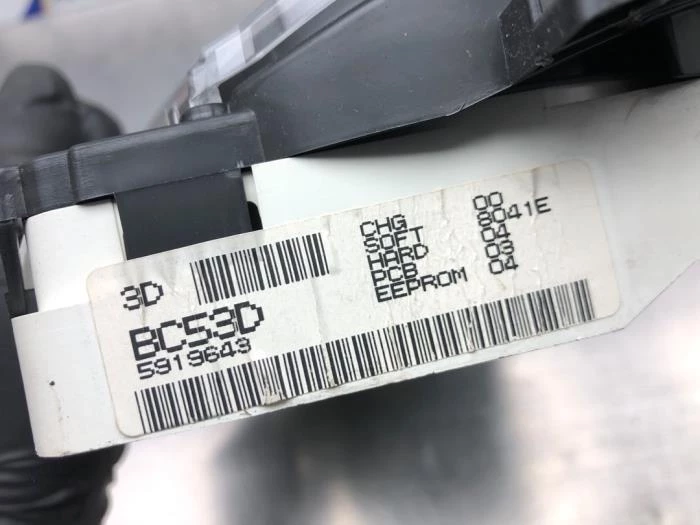 3D
BC53D
5919643
CHG 00
SOFT 8041E
HARD 04
PCB 03
EEPROM 04